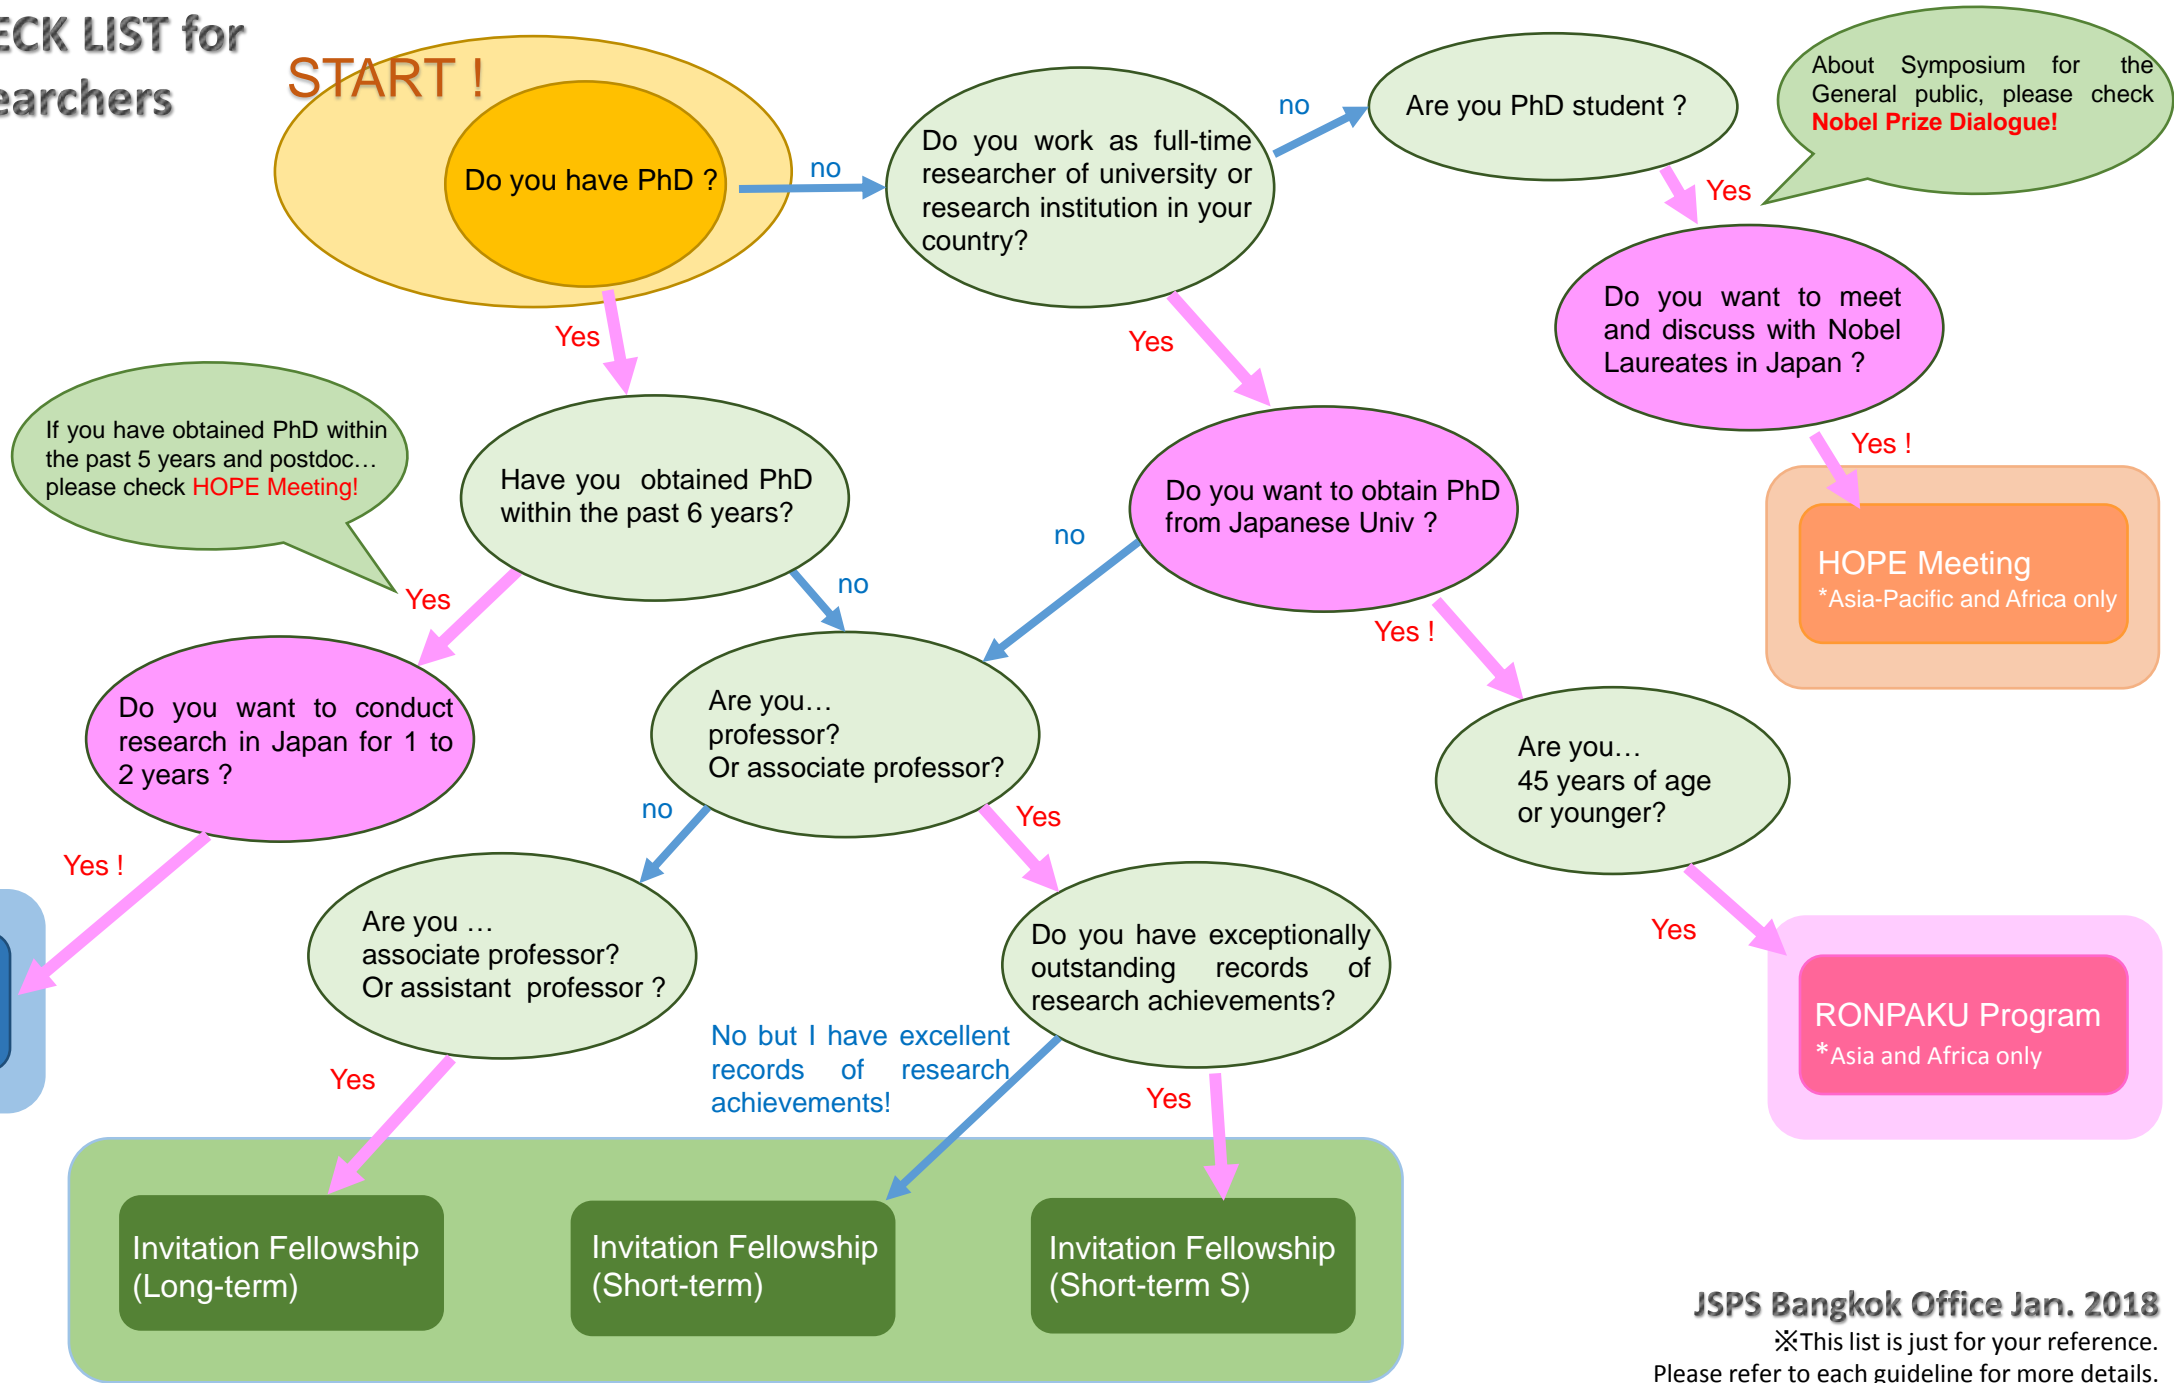 CK LIST for
earchers
START !
Do you have PhD ?
no
Do you work as full-time
researcher of university or
research institution in your
country?
no
Are you PhD student ?
About Symposium for the
General public, please check
Nobel Prize Dialogue!
Yes
Do you want to meet
and discuss with Nobel
Laureates in Japan ?
Yes !
HOPE Meeting
*Asia-Pacific and Africa only
Yes
Yes
If you have obtained PhD within
the past 5 years and postdoc…
please check HOPE Meeting!
Have you obtained PhD
within the past 6 years?
Do you want to obtain PhD
from Japanese Univ ?
Yes
no
no
Yes !
Do you want to conduct
research in Japan for 1 to
2 years ?
Are you…
professor?
Or associate professor?
Are you…
45 years of age
or younger?
Yes !
no
Yes
Yes
Are you …
associate professor?
Or assistant professor ?
Do you have exceptionally
outstanding records of
research achievements?
RONPAKU Program
*Asia and Africa only
Yes
No but I have excellent
records of research
achievements!
Yes
Invitation Fellowship
(Long-term)
Invitation Fellowship
(Short-term)
Invitation Fellowship
(Short-term S)
JSPS Bangkok Office Jan. 2018
※This list is just for your reference.
Please refer to each guideline for more details.